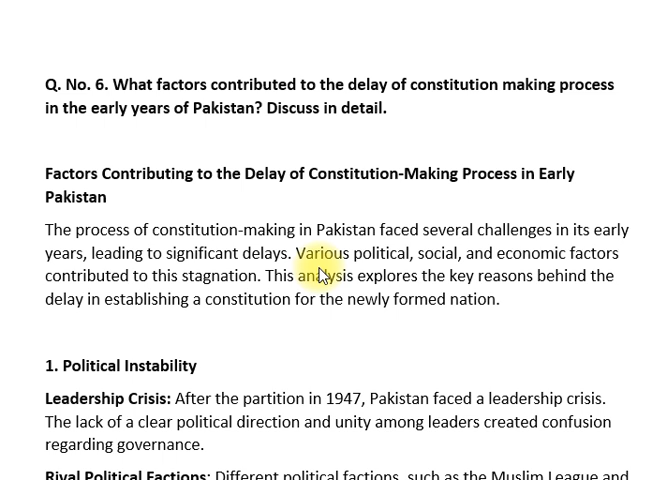 Q. No. 6. What factors contributed to the delay of constitution making process
in the early years of Pakistan? Discuss in detail.
Factors Contributing to the Delay of Constitution-Making Process in Early
Pakistan
The process of constitution-making in Pakistan faced several challenges in its early
years, leading to significant delays. Various political, social, and economic factors
contributed to this stagnation. This analysis explores the key reasons behind the
delay in establishing a constitution for the newly formed nation.
1. Political Instability
Leadership Crisis: After the partition in 1947, Pakistan faced a leadership crisis.
The lack of a clear political direction and unity among leaders created confusion
regarding governance.
Rival Political Factions: Different political factions, such as the Muslim League and